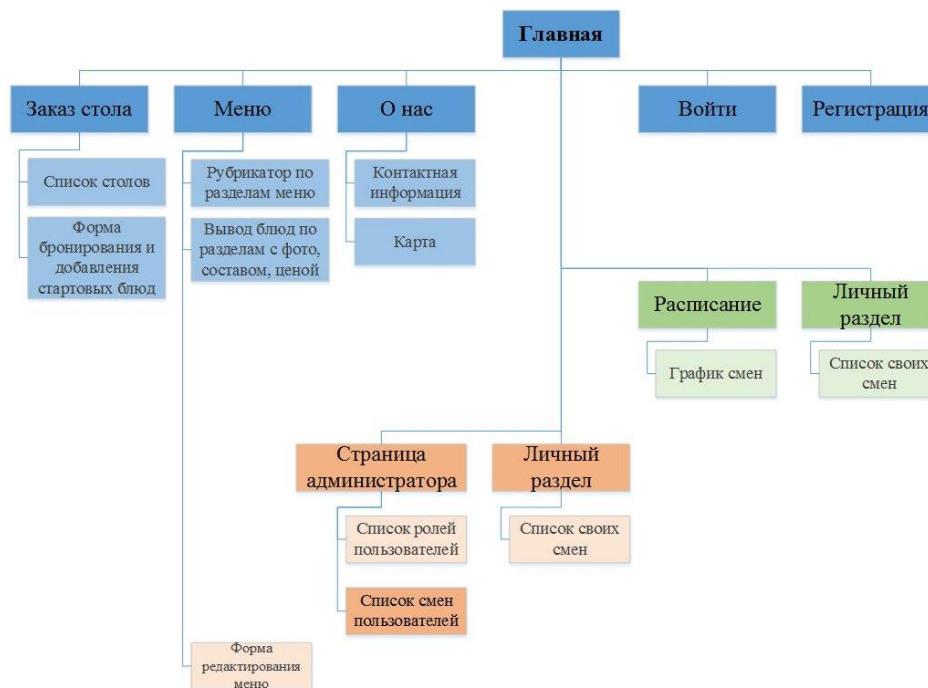 Главная
Заказ стола
Меню
О нас
Войти
Регистрация
Список столов
Рубрикатор по
разделам меню
Контактная
информация
Форма
бронирования и
добавления
стартовых блюд
Вывод блюд по
разделам с фото,
составом, ценой
Карта
Расписание
Личный
раздел
График смен
Список своих
смен
Страница
администратора
Личный
раздел
Список ролей
пользователей
Список своих
смен
Список смен
пользователей
Форма
редактирования
меню